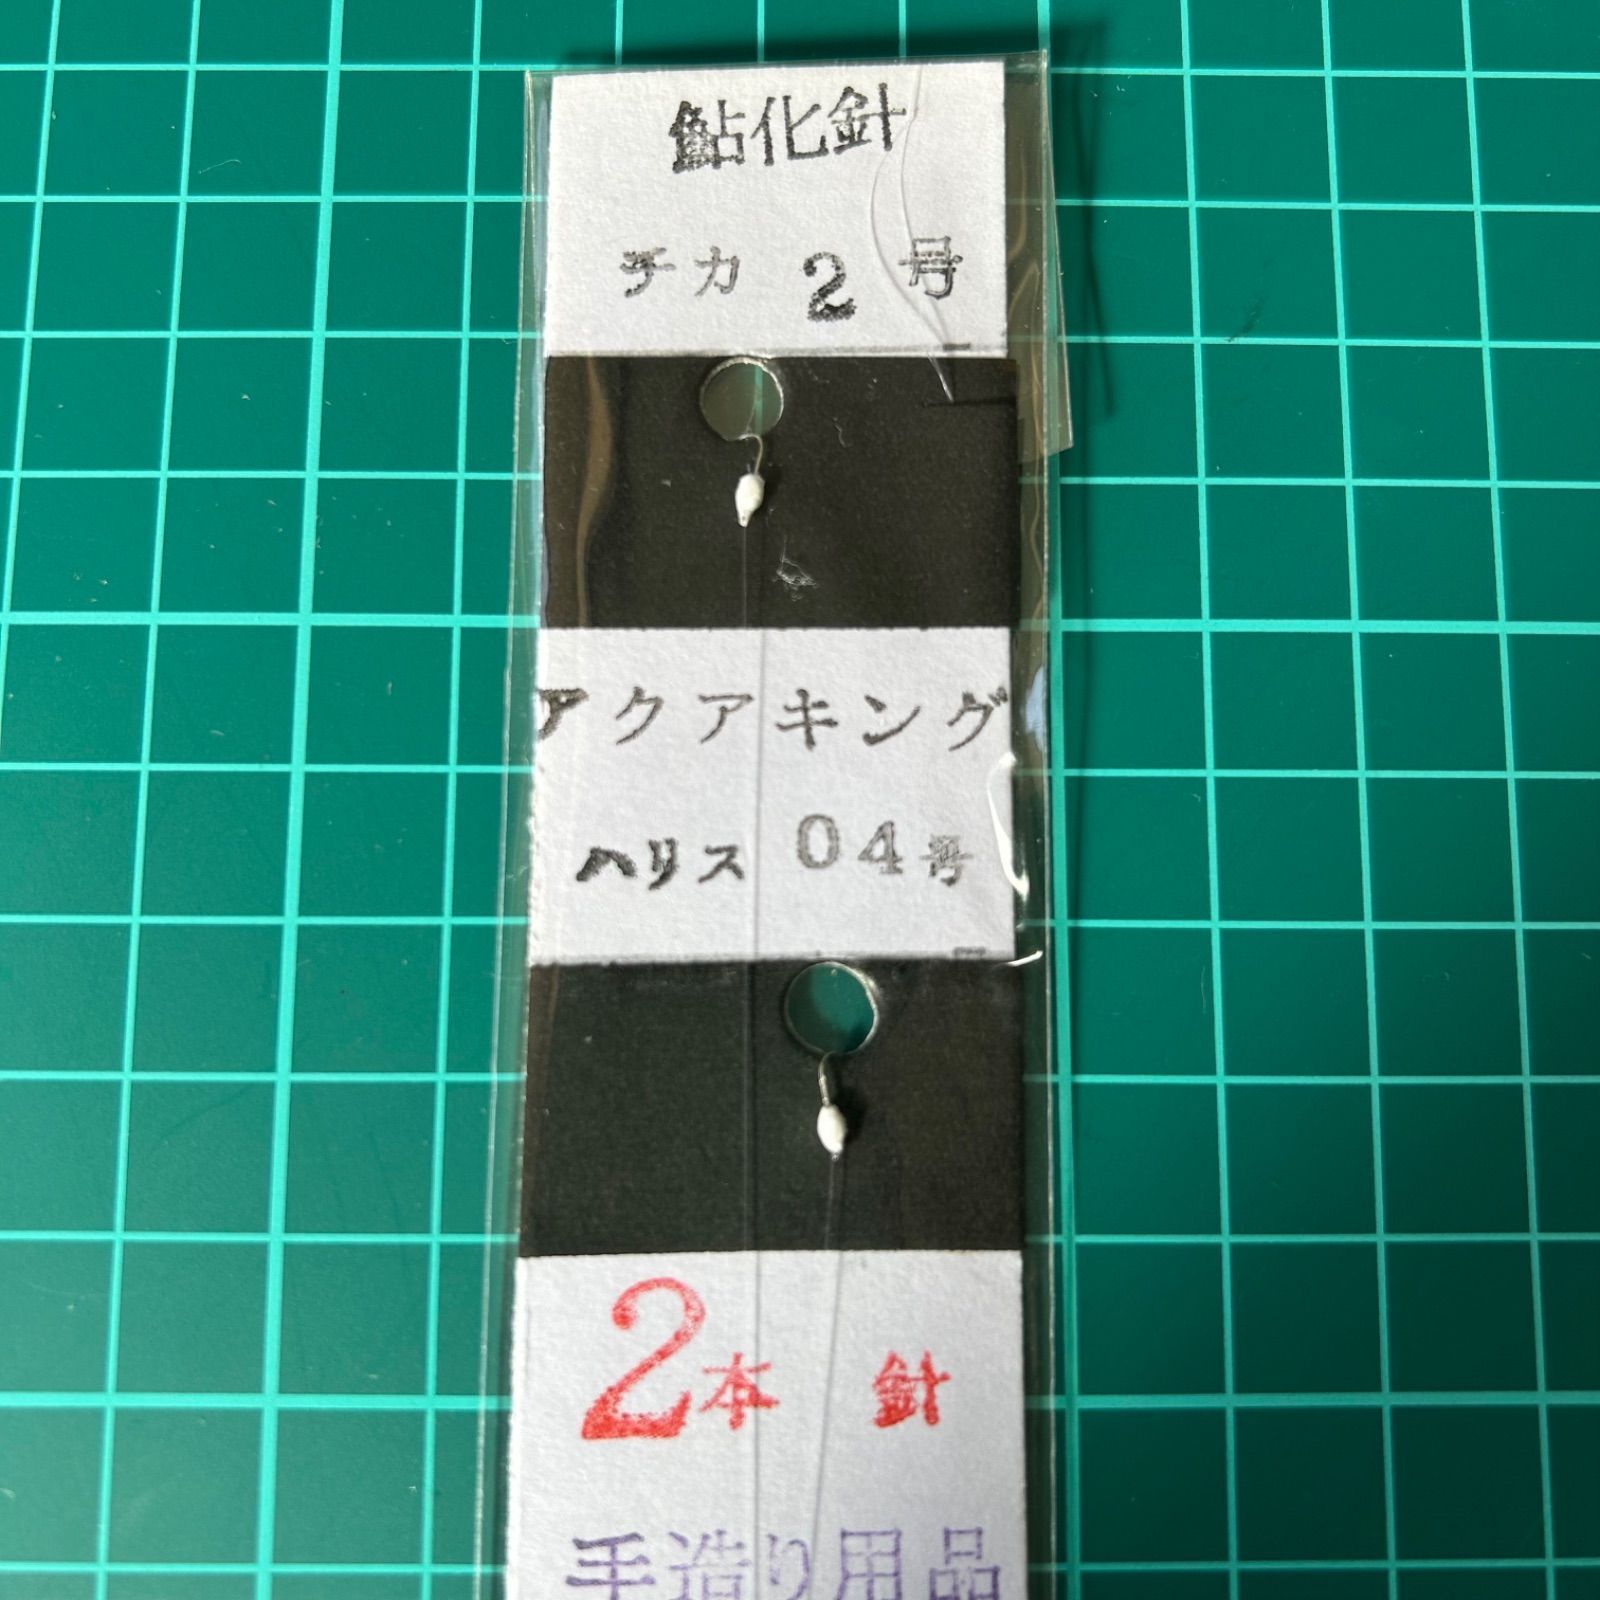 鮎化針
チカ 2号
アクアキング
ハリス 04号
2本 針
手造り用品